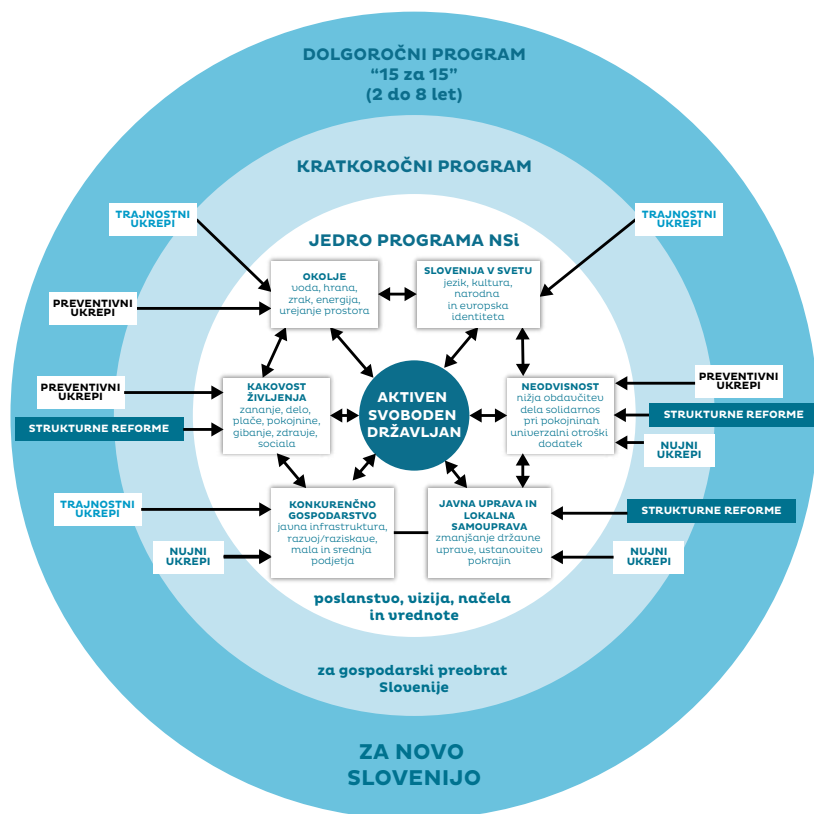 DOLGOROČNI PROGRAM
“15 za 15”
(2 do 8 let)
KRATKOROČNI PROGRAM
TRAJNOSTNI
UKREPI
TRAJNOSTNI
UKREPI
JEDRO PROGRAMA NSi
OKOLJE
voda, hrana,
zrak, energija,
urejanje prostora
SLOVENIJA V SVETU
jezik, kultura,
narodna
in evropska
identiteta
PREVENTIVNI
UKREPI
PREVENTIVNI
UKREPI
STRUKTURNE REFORME
KAKOVOST
ŽIVLJENJA
zananje, delo,
plače, pokojnine,
gibanje, zdravje,
sociala
AKTIVEN
SVOBODEN
DRŽAVLJAN
NEODVISNOST
nižja obdavčitev
dela solidarnos
pri pokojninah
univerzalni otroški
dodatek
PREVENTIVNI
UKREPI
STRUKTURNE REFORME
NUJNI
UKREPI
TRAJNOSTNI
UKREPI
NUJNI
UKREPI
KONKURENČNO
GOSPODARSTVO
javna infrastruktura,
razvoj/raziskave,
mala in srednja
podjetja
JAVNA UPRAVA IN
LOKALNA
SAMOUPRAVA
zmanjšanje državne
uprave, ustanovitev
pokrajin
STRUKTURNE REFORME
NUJNI
UKREPI
poslanstvo, vizija, načela
in vrednote
za gospodarski preobrat
Slovenije
ZA NOVO
SLOVENIJO